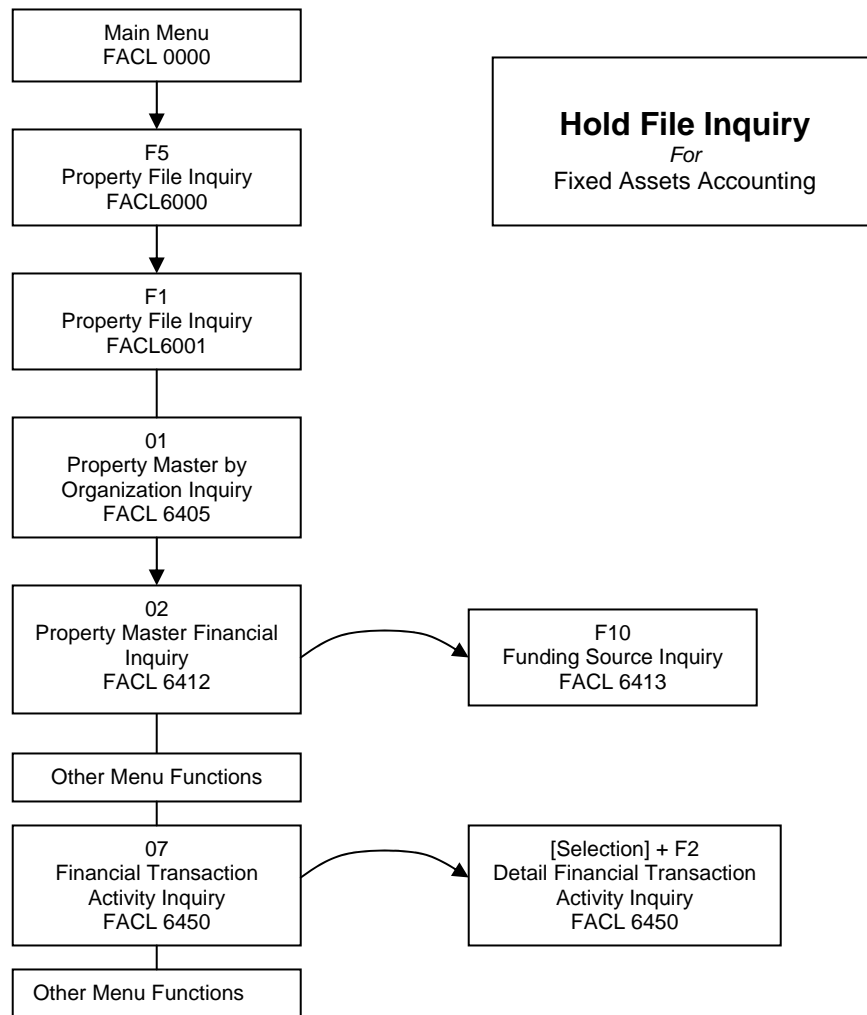 Main Menu
FACL 0000
Hold File Inquiry
For
Fixed Assets Accounting
F5
Property File Inquiry
FACL6000
F1
Property File Inquiry
FACL6001
01
Property Master by
Organization Inquiry
FACL 6405
02
Property Master Financial
Inquiry
FACL 6412
F10
Funding Source Inquiry
FACL 6413
Other Menu Functions
07
Financial Transaction
Activity Inquiry
FACL 6450
[Selection] + F2
Detail Financial Transaction
Activity Inquiry
FACL 6450
Other Menu Functions